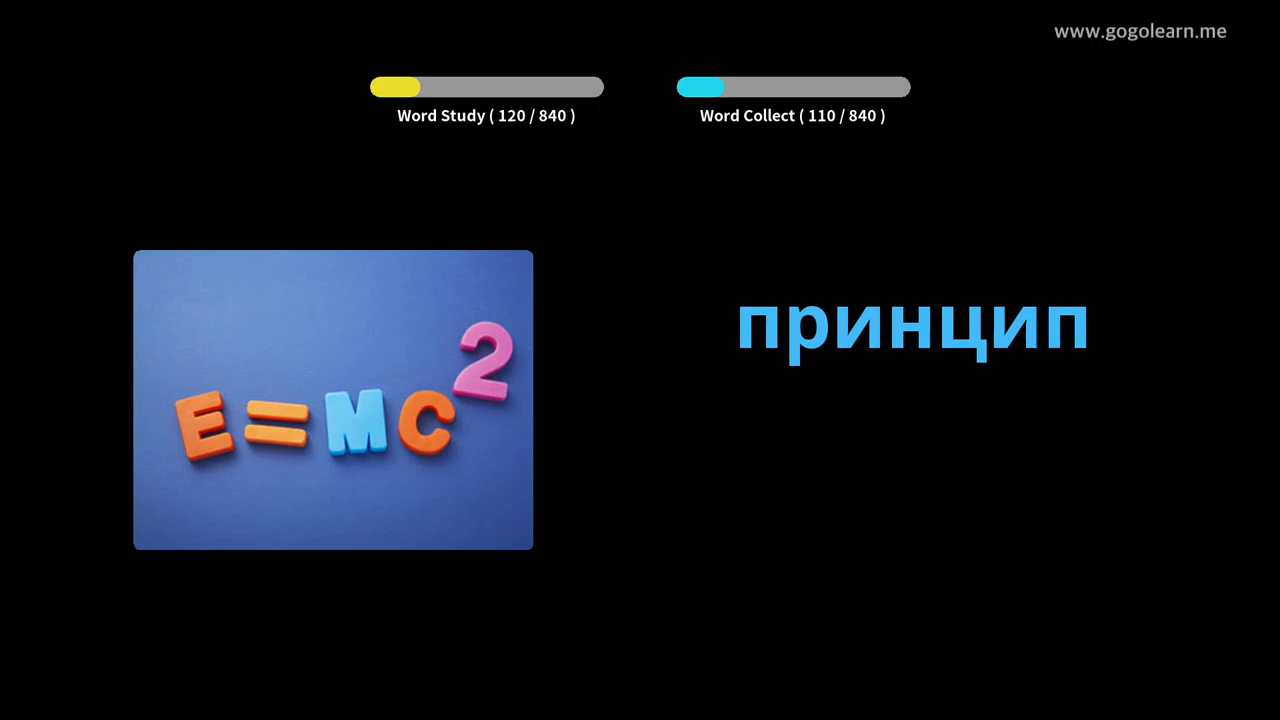 www.gogolearn.me
Word Study ( 120 / 840 )
Word Collect ( 110 / 840 )
принцип
E=MC²